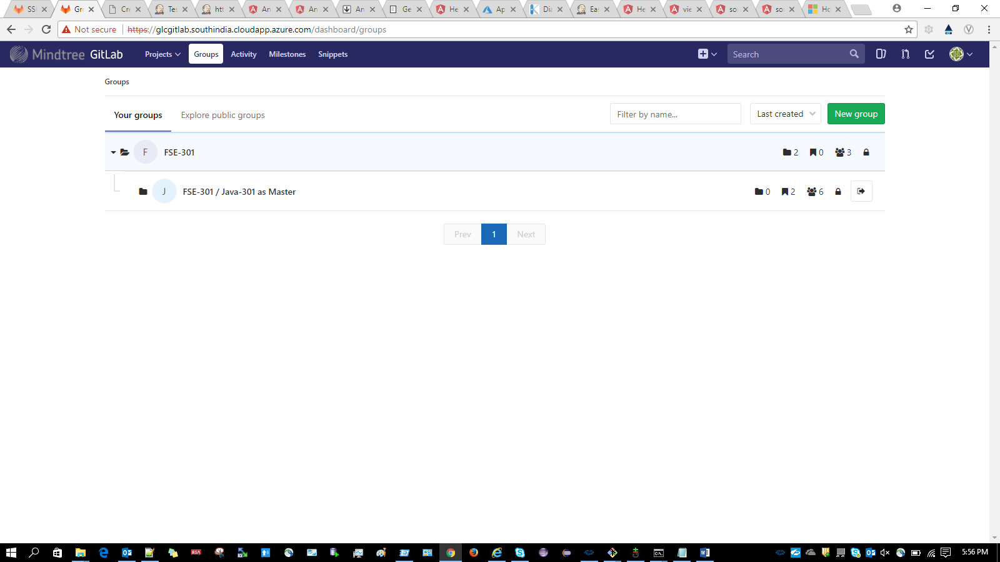 SSI Gr Cre Tes htt An An An Ge He Ap Dia Eas He vie so so Ho
Not secure https://glcgitlab.southindia.cloudapp.azure.com/dashboard/groups
Mindtree GitLab Projects Groups Activity Milestones Snippets Search
Groups
Your groups Explore public groups Filter by name... Last created New group
F FSE-301 2 0 3
J FSE-301 / Java-301 as Master 0 2 6
Prev 1 Next
5:56 PM